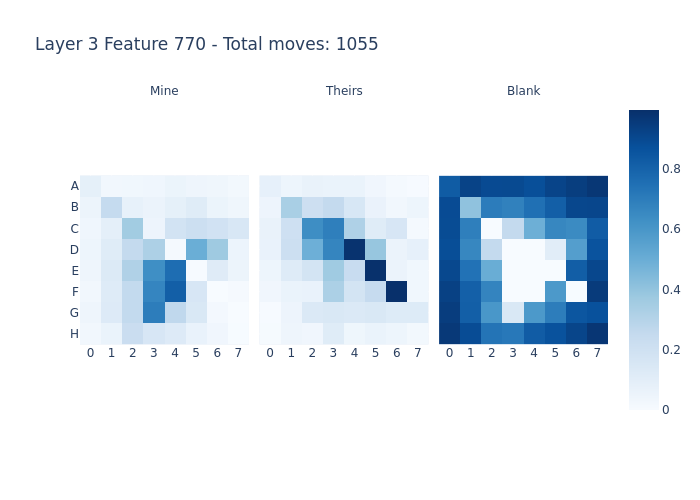 Layer 3 Feature 770 - Total moves: 1055
Mine
Theirs
Blank
A
B
C
D
E
F
G
H
0 1 2 3 4 5 6 7
0 1 2 3 4 5 6 7
0 1 2 3 4 5 6 7
0.8
0.6
0.4
0.2
0